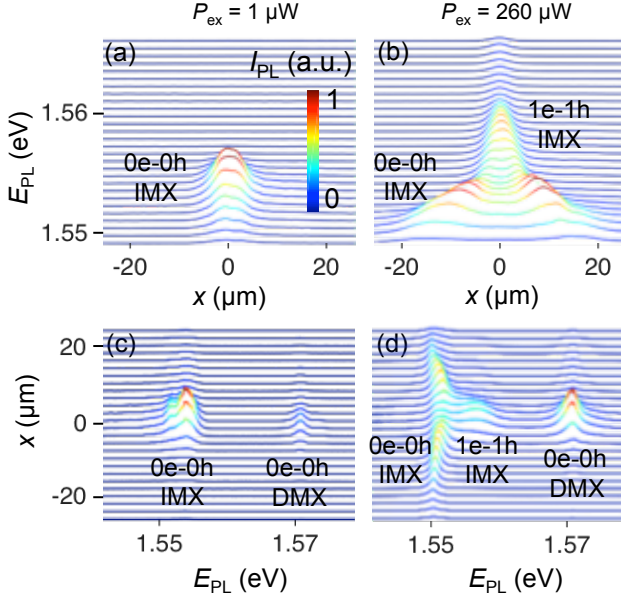 P_ex = 1 µW
P_ex = 260 µW
(a)
I_PL (a.u.)
1
0
0e-0h
IMX
1.56
1.55
E_PL (eV)
-20
0
20
x (µm)
(b)
1e-1h
IMX
0e-0h
IMX
-20
0
20
x (µm)
(c)
20
0
-20
x (µm)
0e-0h
IMX
0e-0h
DMX
1.55
1.57
E_PL (eV)
(d)
0e-0h
IMX
1e-1h
IMX
0e-0h
DMX
1.55
1.57
E_PL (eV)